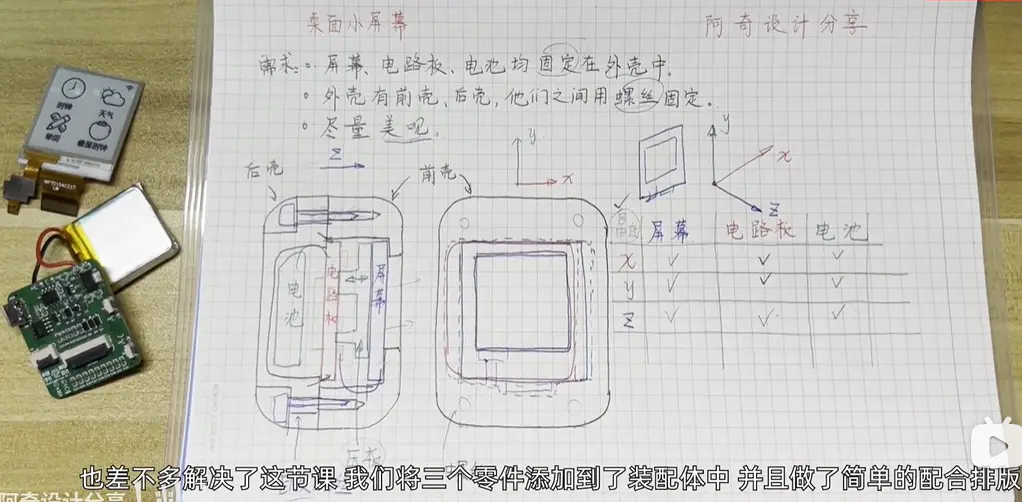 桌面小屏幕
阿奇设计分享
需求:。屏幕、电路板、电池均固定在外壳中。
。外壳有前壳、后壳,他们之间用螺丝固定。
。尽量美观。
z
y
x
y
x
z
后壳
前壳
电池
电路板
屏幕
自由度 屏幕 电路板 电池
x ✓ ✓ ✓
y ✓ ✓ ✓
z ✓ ✓ ✓
压板
时钟
天气
单词
番茄时钟
也差不多解决了这节课 我们将三个零件添加到了装配体中 并且做了简单的配合排版
阿奇设计分享